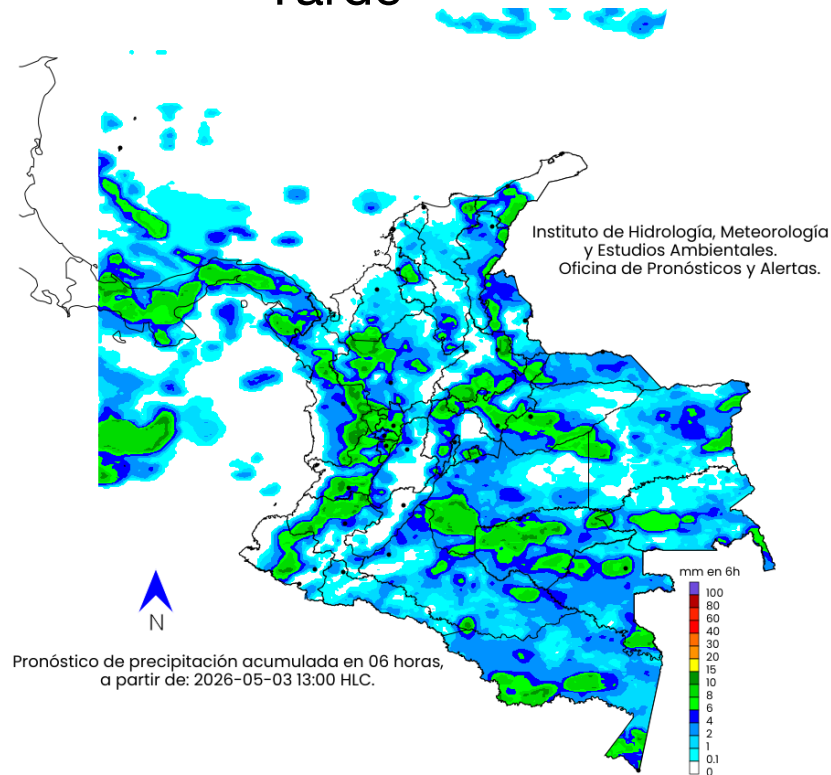 Tarde
Instituto de Hidrología, Meteorología
y Estudios Ambientales.
Oficina de Pronósticos y Alertas.
N
Pronóstico de precipitación acumulada en 06 horas,
a partir de: 2026-05-03 13:00 HLC.
mm en 6h
100
80
60
40
30
20
15
10
8
6
4
2
1
0.1
0